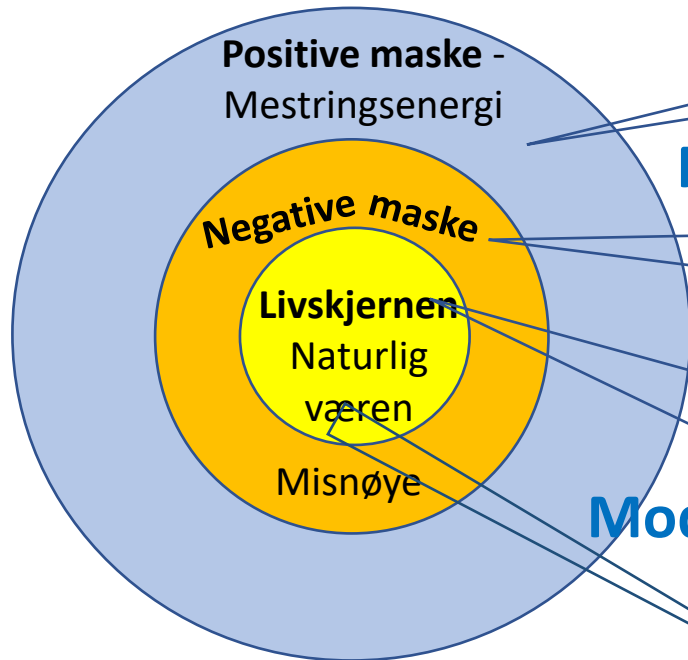 Positive maske -
Mestringsenergi
Negative maske
Livskjernen
Naturlig
væren
Misnøye